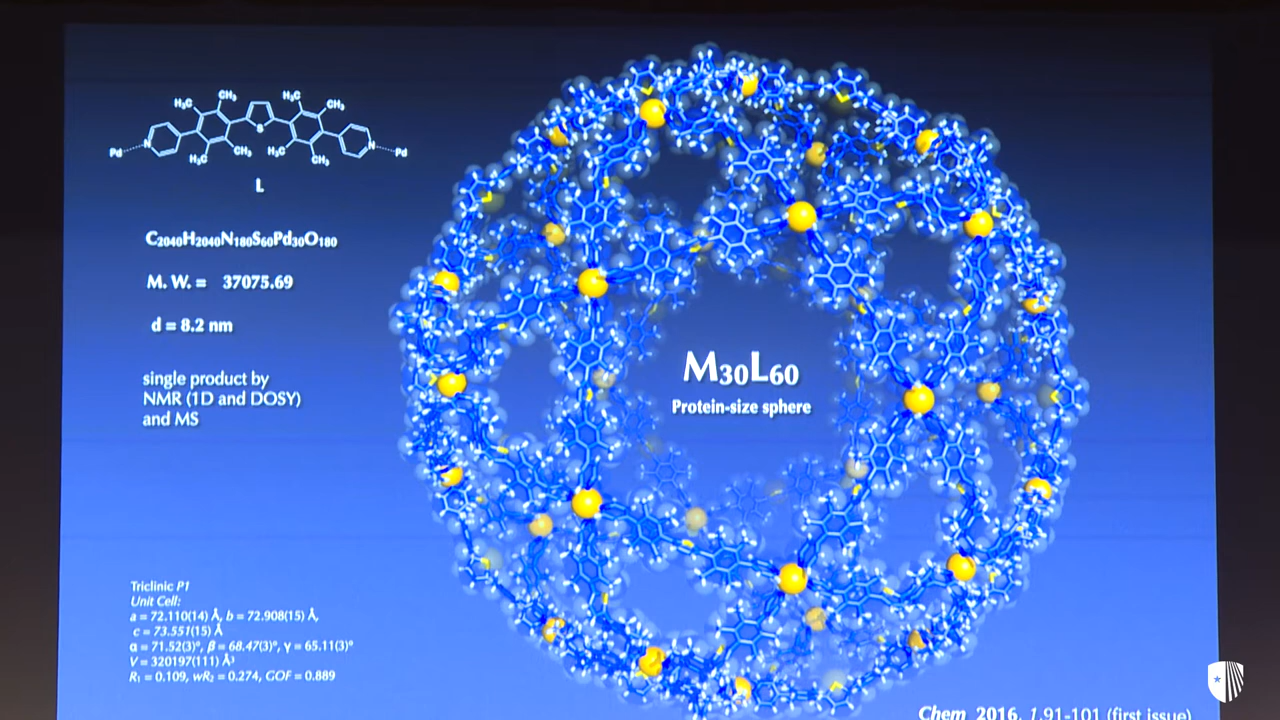 H₃C CH₃ H₃C CH₃
S
Pd N N Pd
H₃C CH₃ H₃C CH₃
L
C₂₀₄₀H₂₀₄₀N₁₈₀S₆₀Pd₃₀O₁₈₀
M. W. = 37075.69
d = 8.2 nm
single product by
NMR (1D and DOSY)
and MS
M₃₀L₆₀
Protein-size sphere
Triclinic P1
Unit Cell:
a = 72.110(14) Å, b = 72.908(15) Å,
c = 73.551(15) Å
α = 71.52(3)°, β = 68.47(3)°, γ = 65.11(3)°
V = 320197(111) Å³
R₁ = 0.109, wR₂ = 0.274, GOF = 0.889
Chem 2016, 1,91-101 (first issue)